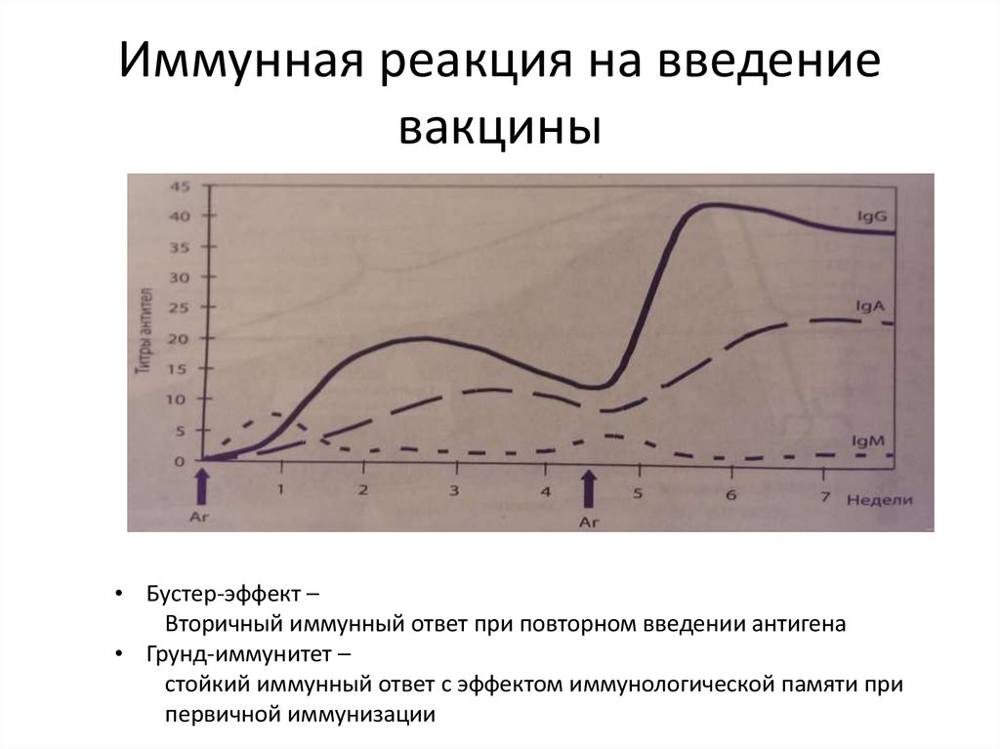 Иммунная реакция на введение
вакцины
45
40
35
30
25
20
15
10
5
0
Титры антител
IgG
IgA
IgM
1 2 3 4 5 6 7 Недели
Аг
Аг
• Бустер-эффект –
Вторичный иммунный ответ при повторном введении антигена
• Грунд-иммунитет –
стойкий иммунный ответ с эффектом иммунологической памяти при
первичной иммунизации